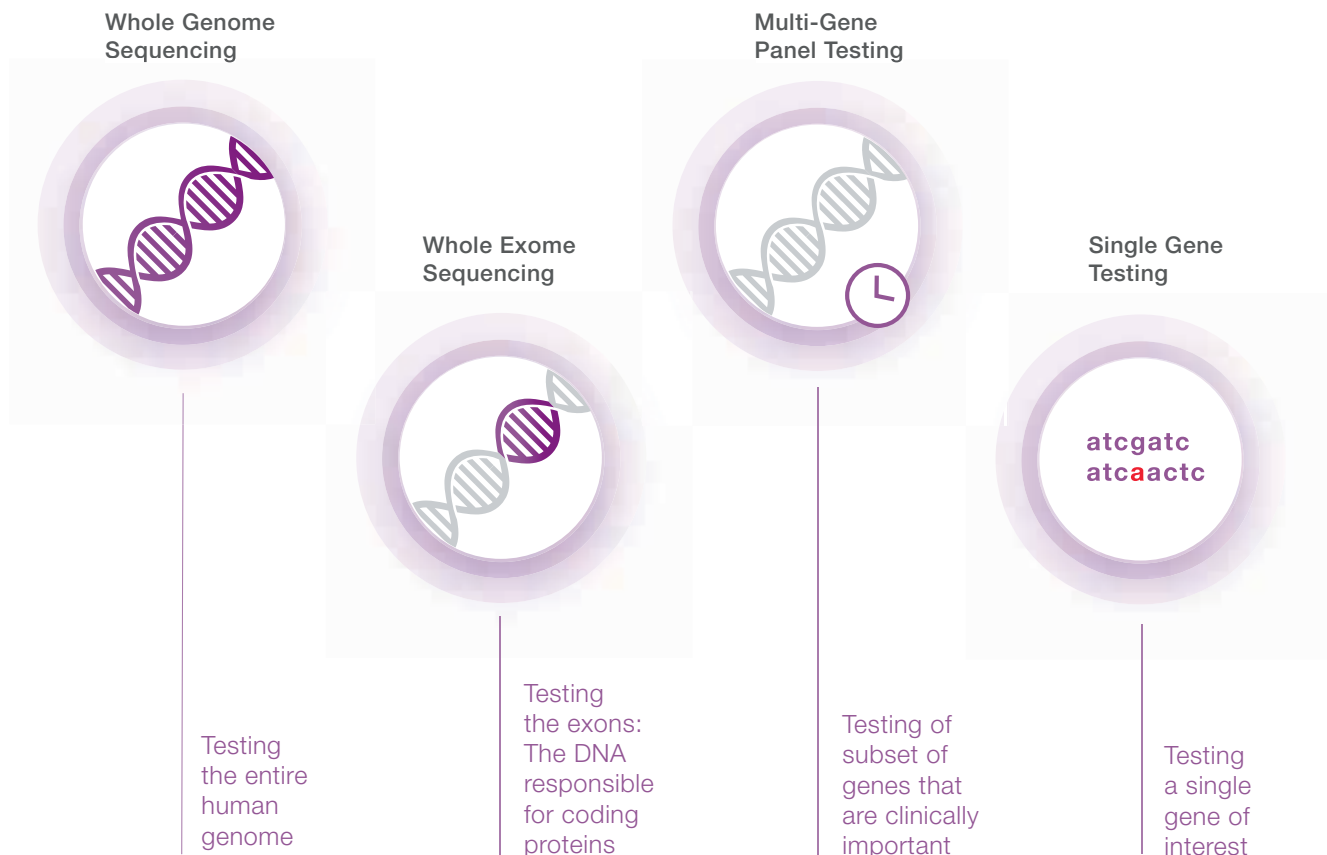 Whole Genome
Sequencing
Multi-Gene
Panel Testing
Whole Exome
Sequencing
Single Gene
Testing
atcgatc
atcaactc
Testing
the entire
human
genome
Testing
the exons:
The DNA
responsible
for coding
proteins
Testing of
subset of
genes that
are clinically
important
Testing
a single
gene of
interest